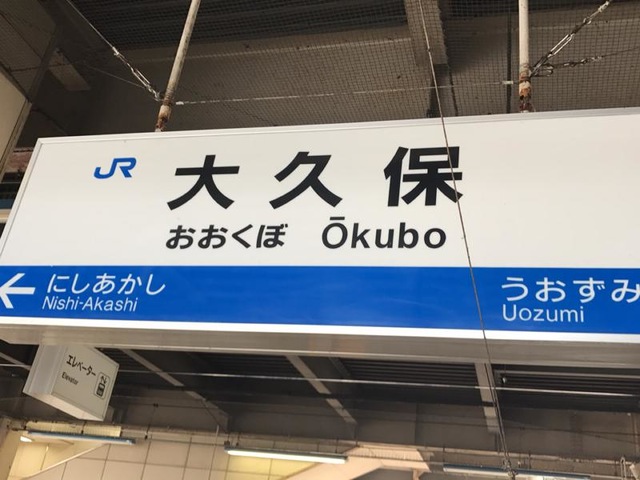 JR 大久保
おおくぼ Ōkubo
← にしあかし
Nishi-Akashi
うおずみ
Uozumi
エレベーター
Elevator